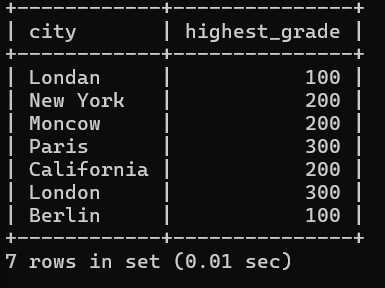 +------------+---------------+
| city       | highest_grade |
+------------+---------------+
| Londan     |           100 |
| New York   |           200 |
| Moncow     |           200 |
| Paris      |           300 |
| California |           200 |
| London     |           300 |
| Berlin     |           100 |
+------------+---------------+
7 rows in set (0.01 sec)